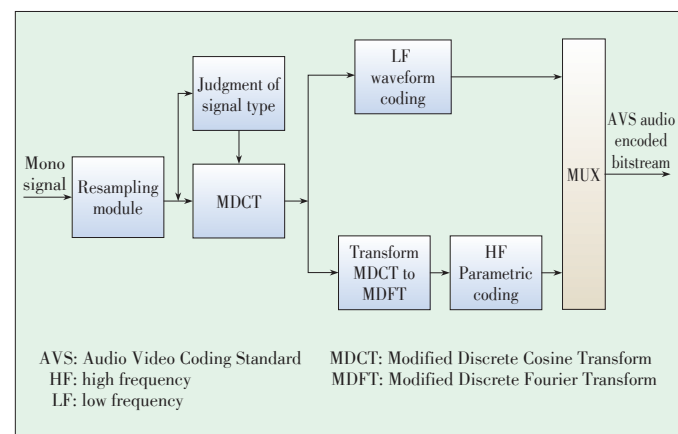 LF
waveform
coding
Judgment of
signal type
AVS audio
encoded
bitstream
Mono
signal
Resampling
module
MDCT
MUX
Transform
MDCT to
MDFT
HF
Parametric
coding
AVS: Audio Video Coding Standard
HF: high frequency
LF: low frequency
MDCT: Modified Discrete Cosine Transform
MDFT: Modified Discrete Fourier Transform